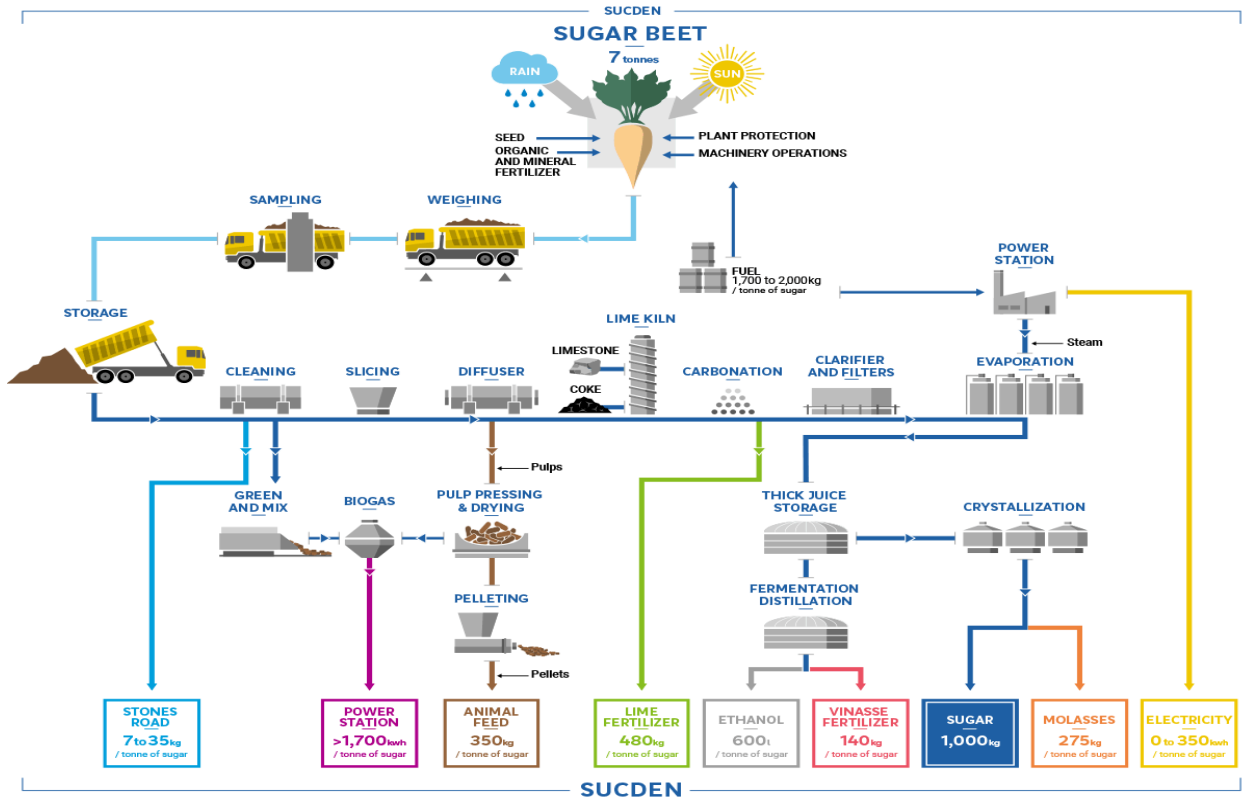 SUCDEN
SUGAR BEET
7 tonnes
RAIN
SUN
SEED
ORGANIC
AND MINERAL
FERTILIZER
PLANT PROTECTION
MACHINERY OPERATIONS
SAMPLING
WEIGHING
FUEL
1,700 to 2,000kg
/ tonne of sugar
POWER
STATION
STORAGE
Steam
LIME KILN
LIMESTONE
COKE
CLEANING
SLICING
DIFFUSER
CARBONATION
CLARIFIER
AND FILTERS
EVAPORATION
Pulps
GREEN
AND MIX
BIOGAS
PULP PRESSING
& DRYING
THICK JUICE
STORAGE
CRYSTALLIZATION
PELLETING
FERMENTATION
DISTILLATION
Pellets
STONES
ROAD
7 to 35kg
/ tonne of sugar
POWER
STATION
>1,700kwh
/ tonne of sugar
ANIMAL
FEED
350kg
/ tonne of sugar
LIME
FERTILIZER
480kg
/ tonne of sugar
ETHANOL
600l
/ tonne of sugar
VINASSE
FERTILIZER
140kg
/ tonne of sugar
SUGAR
1,000kg
MOLASSES
275kg
/ tonne of sugar
ELECTRICITY
0 to 350kwh
/ tonne of sugar
SUCDEN